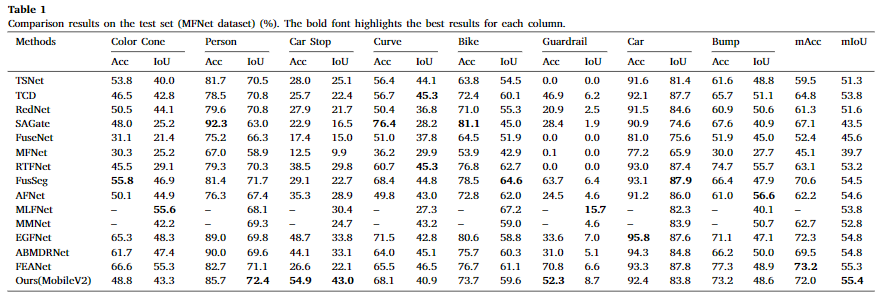 Table 1
Comparison results on the test set (MFNet dataset) (%). The bold font highlights the best results for each column.
Methods Color Cone Person Car Stop Curve Bike Guardrail Car Bump mAcc mIoU
Acc IoU Acc IoU Acc IoU Acc IoU Acc IoU Acc IoU Acc IoU Acc IoU
TSNet 53.8 40.0 81.7 70.5 28.0 25.1 56.4 44.1 63.8 54.5 0.0 0.0 91.6 81.4 61.6 48.8 59.5 51.3
TCD 46.5 42.8 78.5 70.8 25.7 22.4 56.7 45.3 72.4 60.1 46.9 6.2 92.1 87.7 65.7 51.1 64.8 53.8
RedNet 50.5 44.1 79.6 70.8 27.9 21.7 50.4 36.8 71.0 55.3 20.9 2.5 91.5 84.6 60.9 50.6 61.3 51.6
SAGate 48.0 25.2 92.3 63.0 22.9 16.5 76.4 28.2 81.1 45.0 28.4 1.9 90.9 74.6 67.6 40.9 67.1 43.5
FuseNet 31.1 21.4 75.2 66.3 17.4 15.0 51.0 37.8 64.5 51.9 0.0 0.0 81.0 75.6 51.9 45.0 52.4 45.6
MFNet 30.3 25.2 67.0 58.9 12.5 9.9 36.2 29.9 53.9 42.9 0.1 0.0 77.2 65.9 30.0 27.7 45.1 39.7
RTFNet 45.5 29.1 79.3 70.3 38.5 29.8 60.7 45.3 76.8 62.7 0.0 0.0 93.0 87.4 74.7 55.7 63.1 53.2
FusSeg 55.8 46.9 81.4 71.7 29.1 22.7 68.4 44.8 78.5 64.6 63.7 6.4 93.1 87.9 66.4 47.9 70.6 54.5
AFNet 50.1 44.9 76.3 67.4 35.3 28.9 49.8 43.0 72.8 62.0 24.5 4.6 91.2 86.0 61.0 56.6 62.2 54.6
MLFNet – 55.6 – 68.1 – 30.4 – 27.3 – 67.2 – 15.7 – 82.3 – 40.1 – 53.8
MMNet – 42.2 – 69.3 – 24.7 – 43.2 – 59.0 – 4.6 – 83.9 – 50.7 62.7 52.8
EGFNet 65.3 48.3 89.0 69.8 48.7 33.8 71.5 42.8 80.6 58.8 33.6 7.0 95.8 87.6 71.1 47.1 72.3 54.8
ABMDRNet 61.7 47.4 90.0 69.6 44.1 33.1 64.0 45.1 75.7 60.3 31.0 5.1 94.3 84.8 66.2 50.0 69.5 54.8
FEANet 66.6 55.3 82.7 71.1 26.6 22.1 65.5 46.5 76.7 61.1 70.8 6.6 93.3 87.8 77.3 48.9 73.2 55.3
Ours(MobileV2) 48.8 43.3 85.7 72.4 54.9 43.0 68.1 40.9 73.7 59.6 52.3 8.7 92.4 83.8 73.2 48.6 72.0 55.4